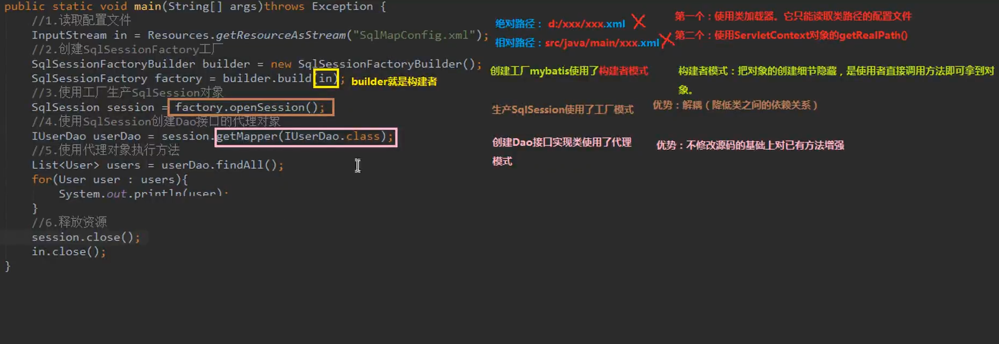 public static void main(String[] args)throws Exception {
//1.读取配置文件
InputStream in = Resources.getResourceAsStream("SqlMapConfig.xml");
//2.创建SqlSessionFactory工厂
SqlSessionFactoryBuilder builder = new SqlSessionFactoryBuilder();
SqlSessionFactory factory = builder.build(in);
builder就是构建者
//3.使用工厂生产SqlSession对象
SqlSession session = factory.openSession();
//4.使用SqlSession创建Dao接口的代理对象
IUserDao userDao = session.getMapper(IUserDao.class);
//5.使用代理对象执行方法
List<User> users = userDao.findAll();
for(User user : users){
System.out.println(user);
}
//6.释放资源
session.close();
in.close();
}
绝对路径： d:/xxx/xxx.xml
相对路径：src/java/main/xxx.xml
第一个：使用类加载器。它只能读取类路径的配置文件
第二个：使用ServletContext对象的getRealPath()
创建工厂mybatis使用了构建者模式
构建者模式：把对象的创建细节隐藏，是使用者直接调用方法即可拿到对
象。
生产SqlSession使用了工厂模式
优势：解耦（降低类之间的依赖关系）
创建Dao接口实现类使用了代理
模式
优势：不修改源码的基础上对已有方法增强